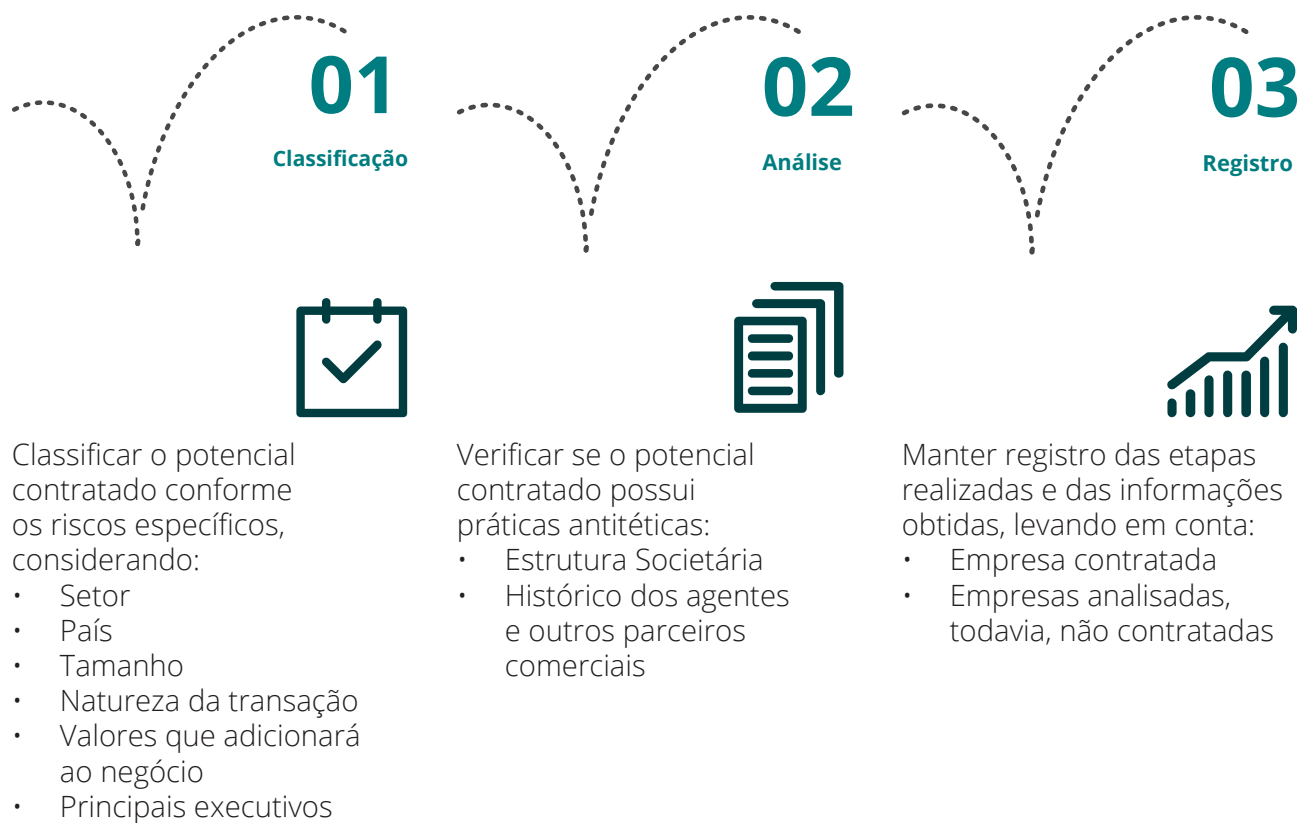 01
Classificação
Classificar o potencial
contratado conforme
os riscos específicos,
considerando:
• Setor
• País
• Tamanho
• Natureza da transação
• Valores que adicionará
ao negócio
• Principais executivos
02
Análise
Verificar se o potencial
contratado possui
práticas antitéticas:
• Estrutura Societária
• Histórico dos agentes
e outros parceiros
comerciais
03
Registro
Manter registro das etapas
realizadas e das informações
obtidas, levando em conta:
• Empresa contratada
• Empresas analisadas,
todavia, não contratadas